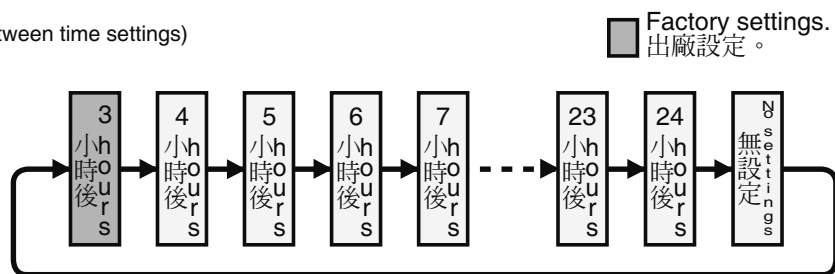 tween time settings)
Factory settings.
出廠設定。
3 hours
小時後
4 hours
小時後
5 hours
小時後
6 hours
小時後
7 hours
小時後
23 hours
小時後
24 hours
小時後
No settings
無設定